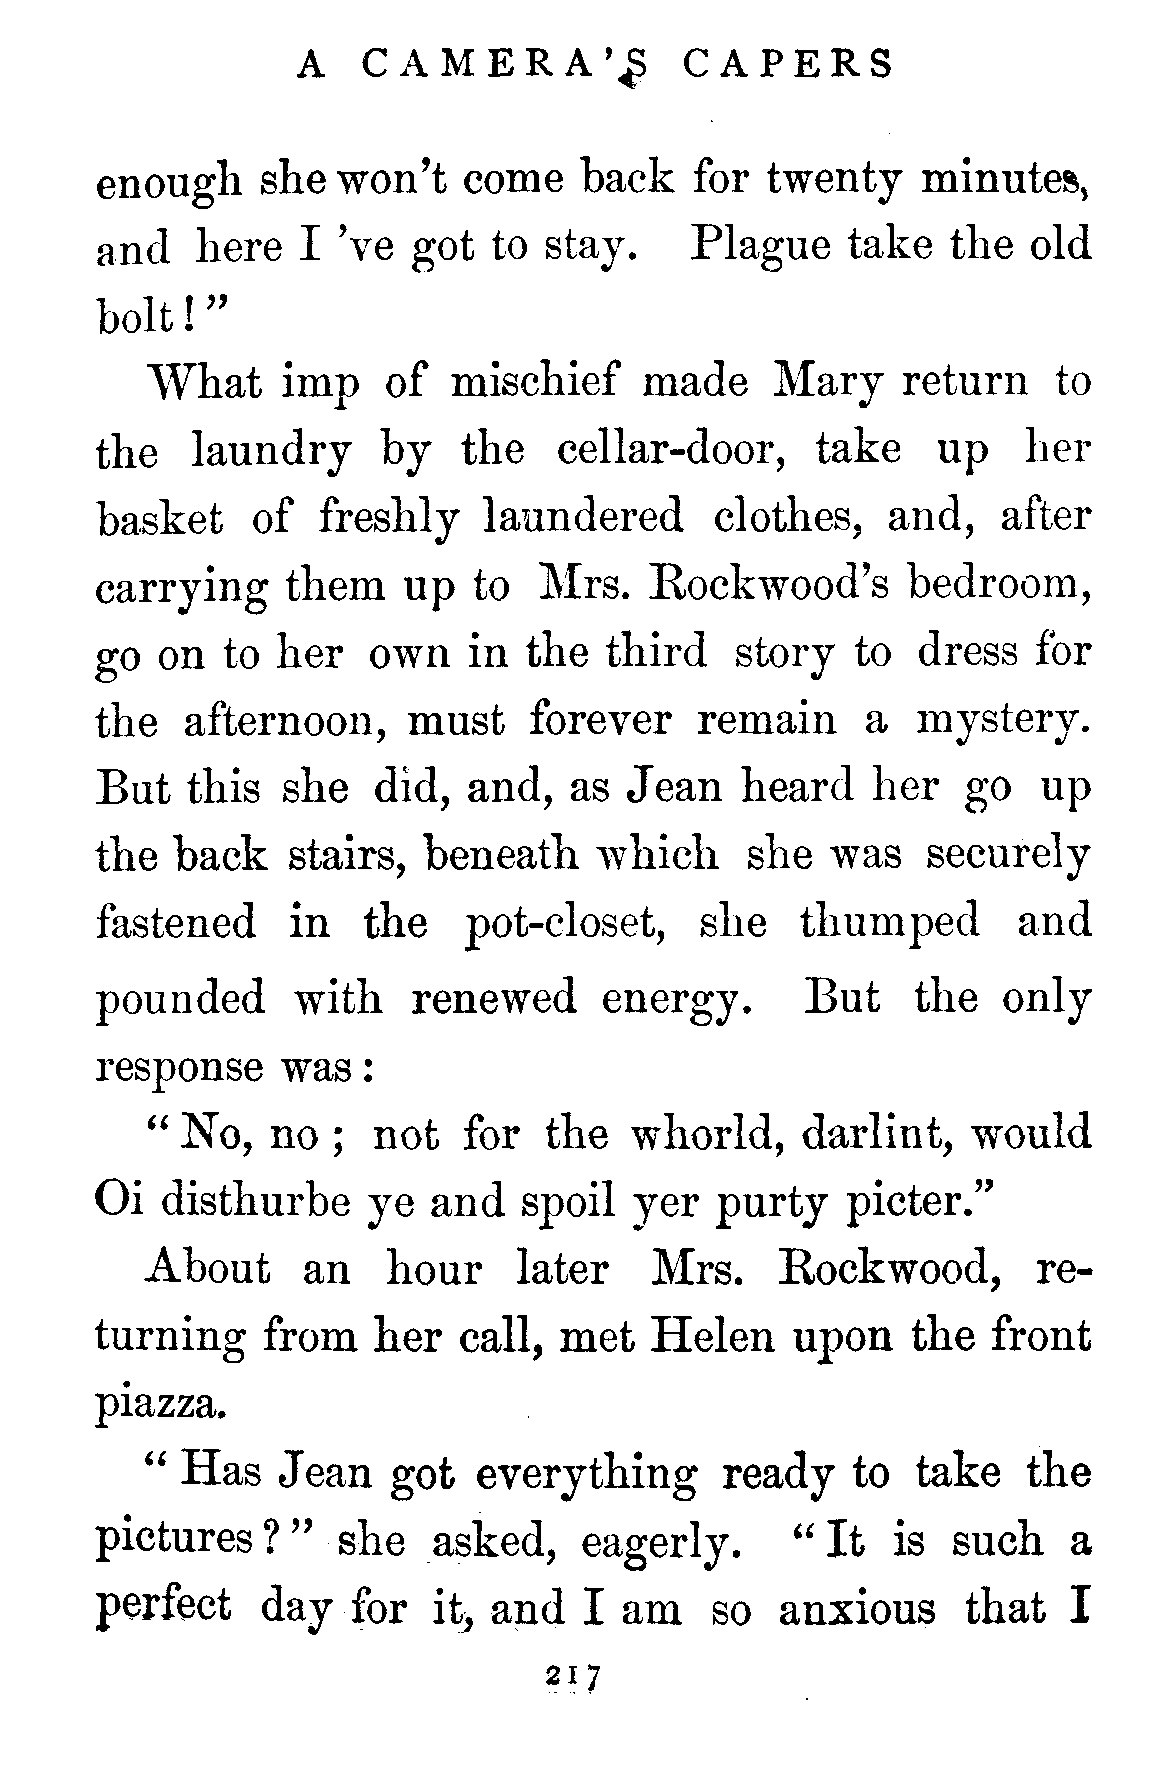 A CAMERA'S CAPERS
enough she won't come back for twenty minutes,
and here I 've got to stay. Plague take the old
bolt! "
What imp of mischief made Mary return to
the laundry by the cellar-door, take up her
basket of freshly laundered clothes, and, after
carrying them up to Mrs. Rockwood's bedroom,
go on to her own in the third story to dress for
the afternoon, must forever remain a mystery.
But this she did, and, as Jean heard her go up
the back stairs, beneath which she was securely
fastened in the pot-closet, she thumped and
pounded with renewed energy. But the only
response was :
" No, no ; not for the whorld, darlint, would
Oi disthurbe ye and spoil yer purty picter."
About an hour later Mrs. Rockwood, re-
turning from her call, met Helen upon the front
piazza.
" Has Jean got everything ready to take the
pictures ? " she asked, eagerly. " It is such a
perfect day for it, and I am so anxious that I
217